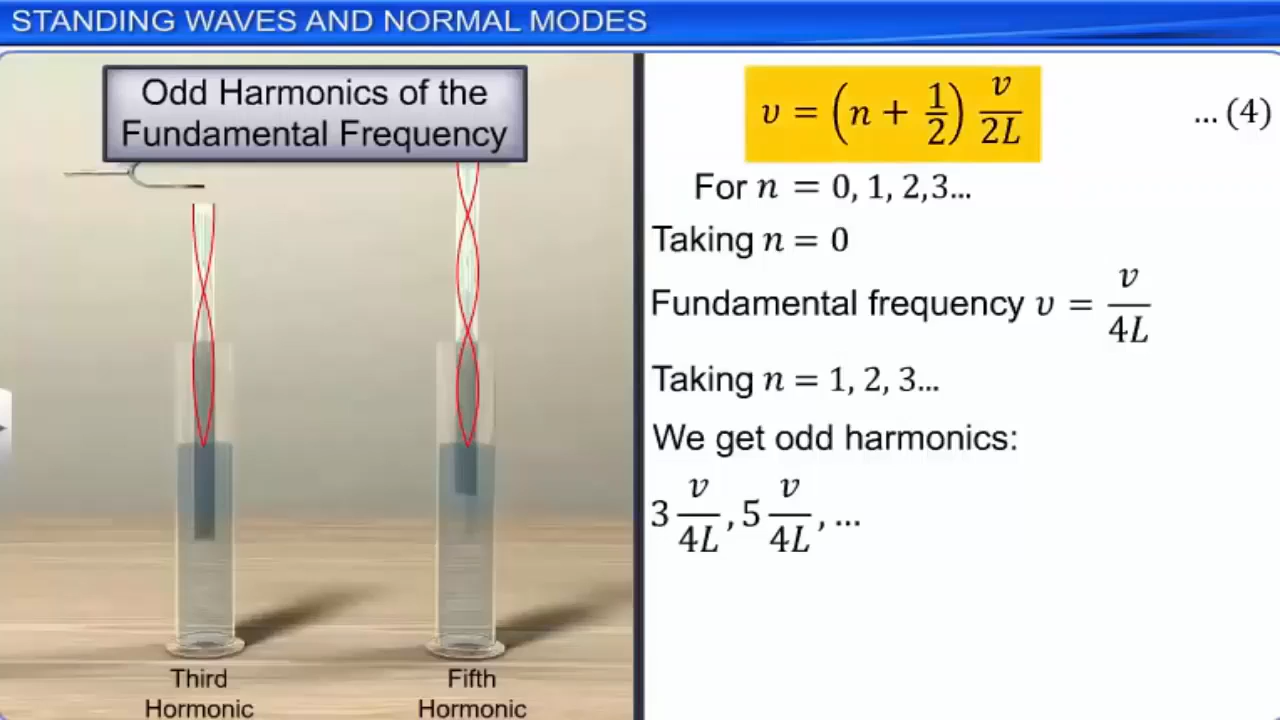 STANDING WAVES AND NORMAL MODES
Odd Harmonics of the
Fundamental Frequency
υ = (n + 1/2) v/2L ... (4)
For n = 0, 1, 2,3...
Taking n = 0
Fundamental frequency υ = v/4L
Taking n = 1, 2, 3...
We get odd harmonics:
3 v/4L , 5 v/4L , ...
Third
Hormonic
Fifth
Hormonic